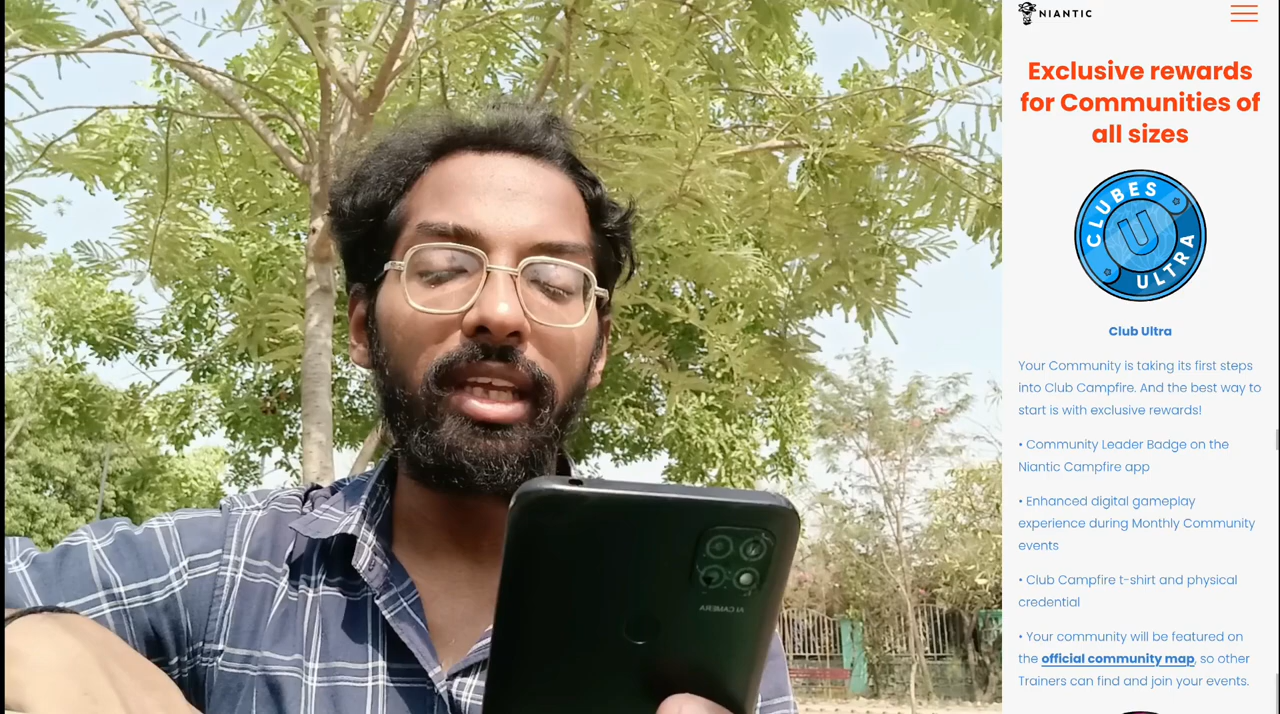 NIANTIC
Exclusive rewards
for Communities of
all sizes
CLUBES
U
ULTRA
Club Ultra
Your Community is taking its first steps
into Club Campfire. And the best way to
start is with exclusive rewards!
• Community Leader Badge on the
Niantic Campfire app
• Enhanced digital gameplay
experience during Monthly Community
events
• Club Campfire t-shirt and physical
credential
• Your community will be featured on
the official community map, so other
Trainers can find and join your events.
AI CAMERA